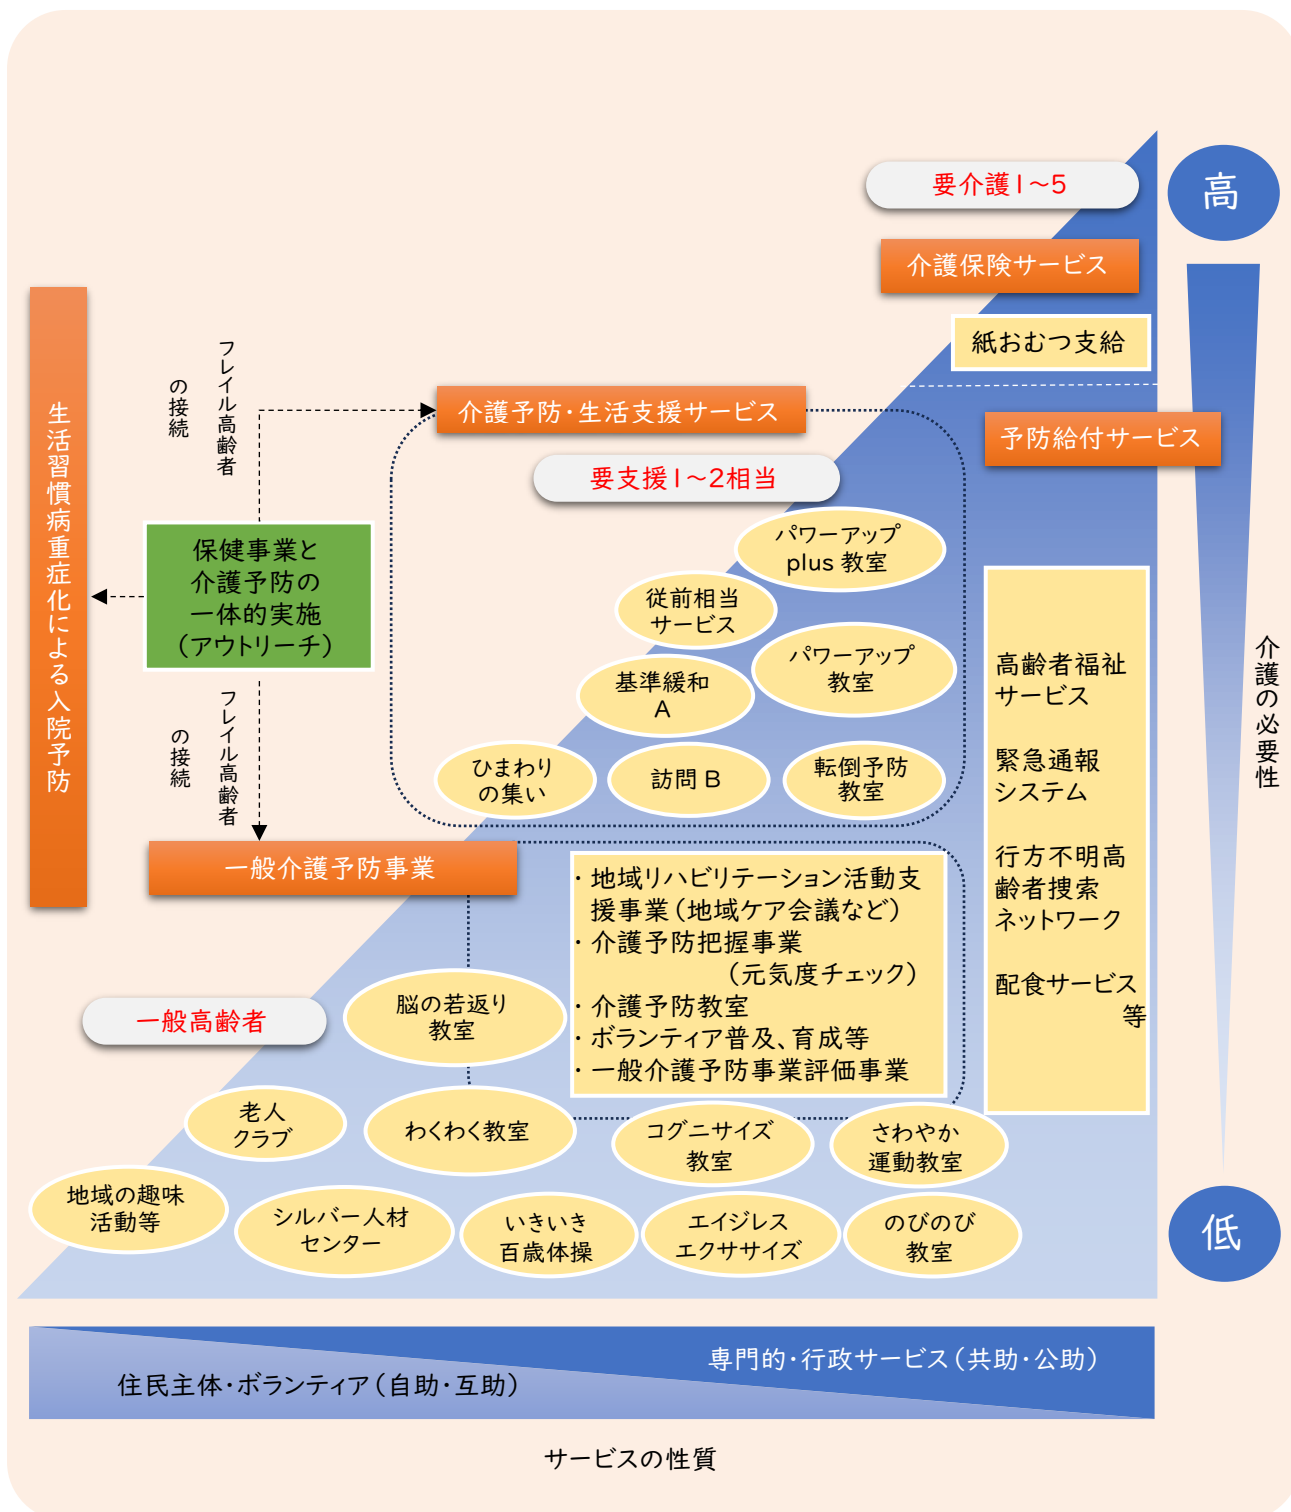 要介護1～5
高
介護保険サービス
紙おむつ支給
介護予防・生活支援サービス
予防給付サービス
要支援1～2相当
フレイル高齢者
の接続
生活習慣病重症化による入院予防
保健事業と
介護予防の
一体的実施
（アウトリーチ）
フレイル高齢者
の接続
パワーアップ
plus 教室
従前相当
サービス
パワーアップ
教室
基準緩和
A
ひまわり
の集い
訪問 B
転倒予防
教室
高齢者福祉
サービス
緊急通報
システム
行方不明高
齢者捜索
ネットワーク
配食サービス
等
介護の必要性
一般介護予防事業
・地域リハビリテーション活動支
援事業（地域ケア会議など）
・介護予防把握事業
（元気度チェック）
・介護予防教室
・ボランティア普及、育成等
・一般介護予防事業評価事業
一般高齢者
脳の若返り
教室
老人
クラブ
わくわく教室
コグニサイズ
教室
さわやか
運動教室
地域の趣味
活動等
シルバー人材
センター
いきいき
百歳体操
エイジレス
エクササイズ
のびのび
教室
低
専門的・行政サービス（共助・公助）
住民主体・ボランティア（自助・互助）
サービスの性質